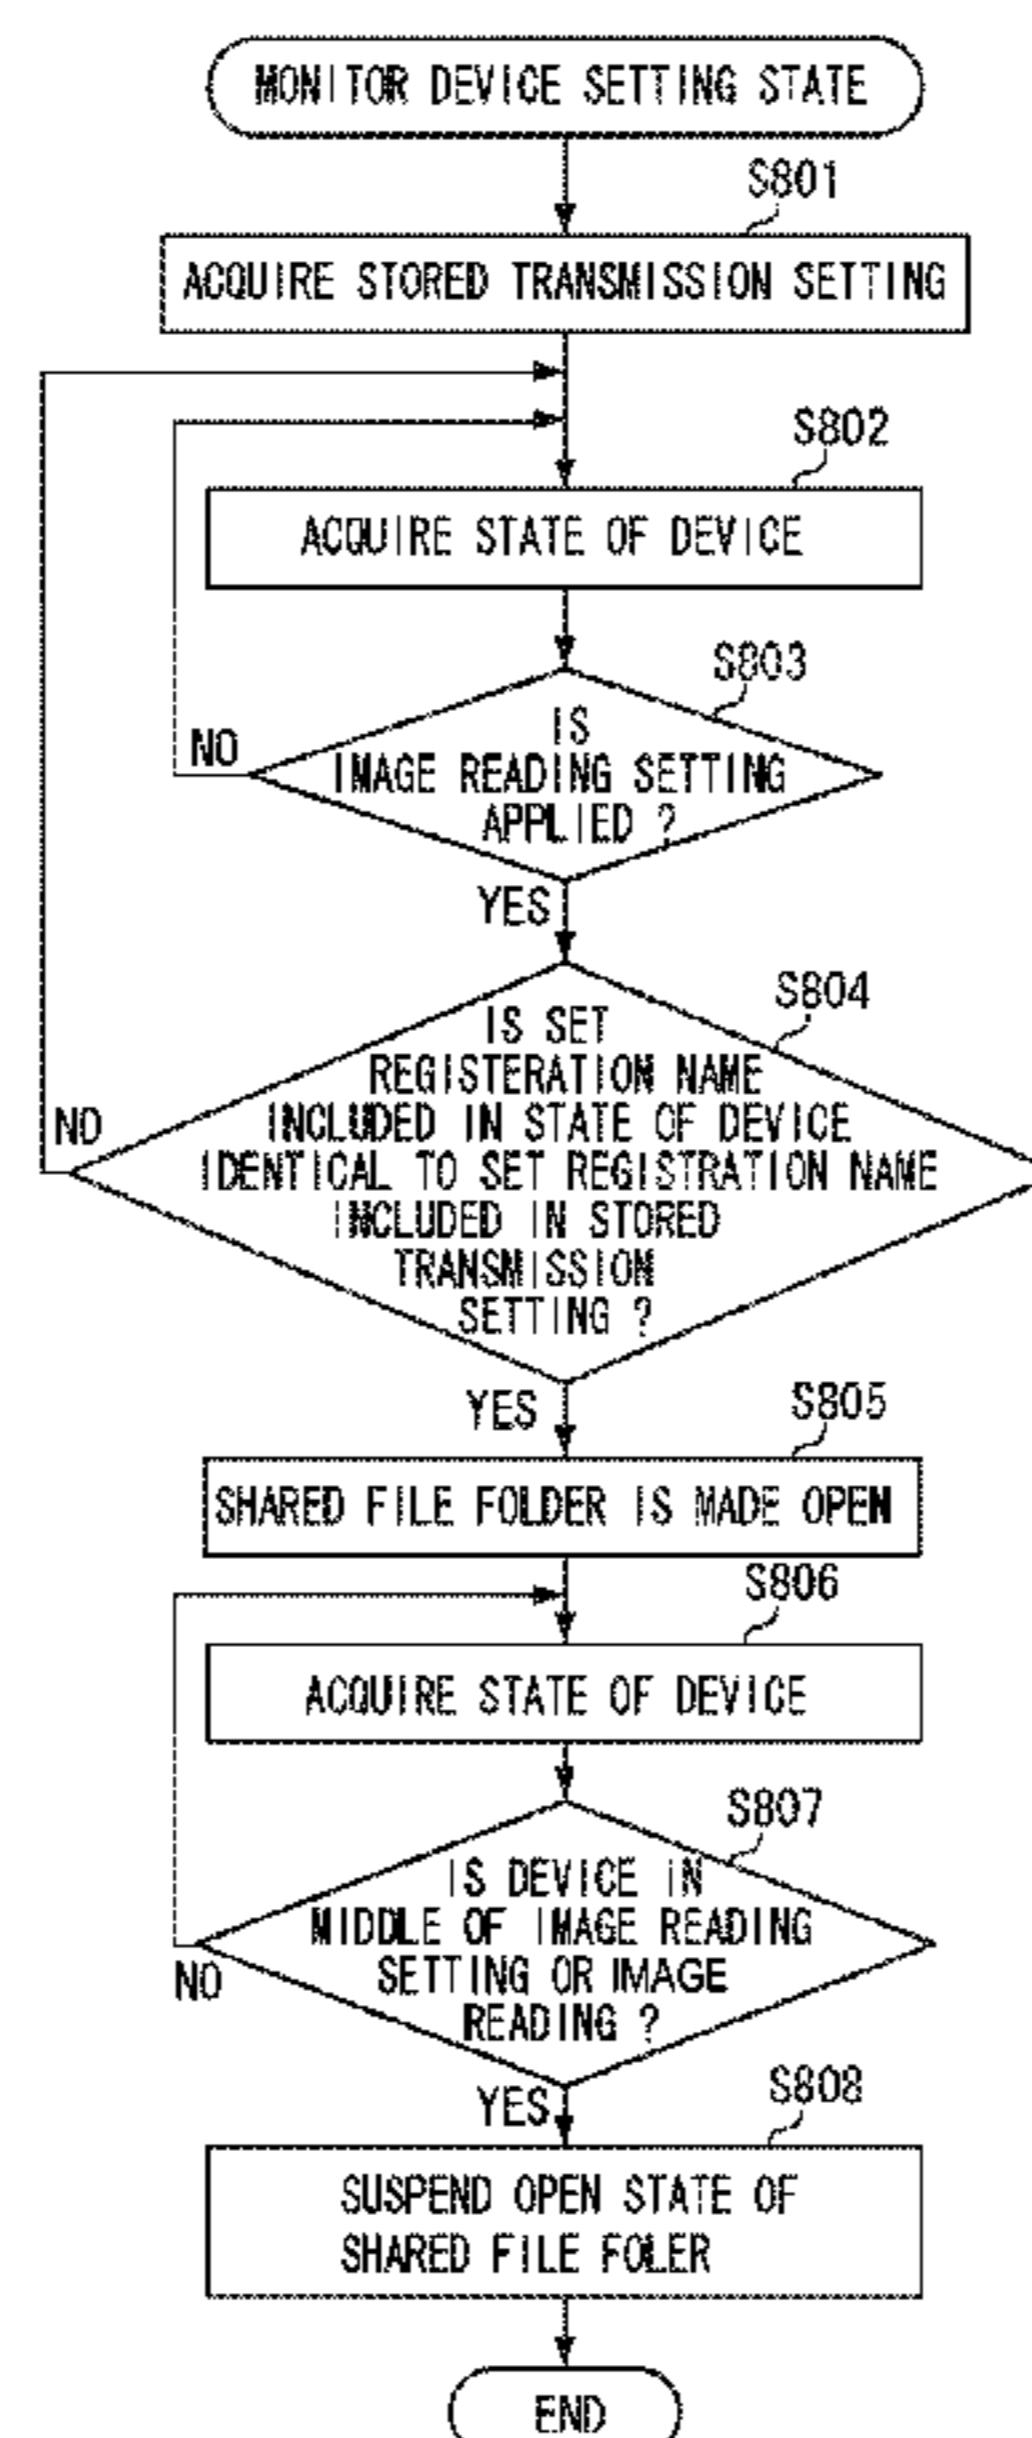 MONITOR DEVICE SETTING STATE
S801
ACQUIRE STORED TRANSMISSION SETTING
S802
ACQUIRE STATE OF DEVICE
S803
IS
IMAGE READING SETTING
APPLIED ?
NO
YES
S804
IS SET
REGISTERATION NAME
INCLUDED IN STATE OF DEVICE
IDENTICAL TO SET REGISTRATION NAME
INCLUDED IN STORED
TRANSMISSION
SETTING ?
NO
YES
S805
SHARED FILE FOLDER IS MADE OPEN
S806
ACQUIRE STATE OF DEVICE
S807
IS DEVICE IN
MIDDLE OF IMAGE READING
SETTING OR IMAGE
READING ?
NO
YES
S808
SUSPEND OPEN STATE OF
SHARED FILE FOLER
END